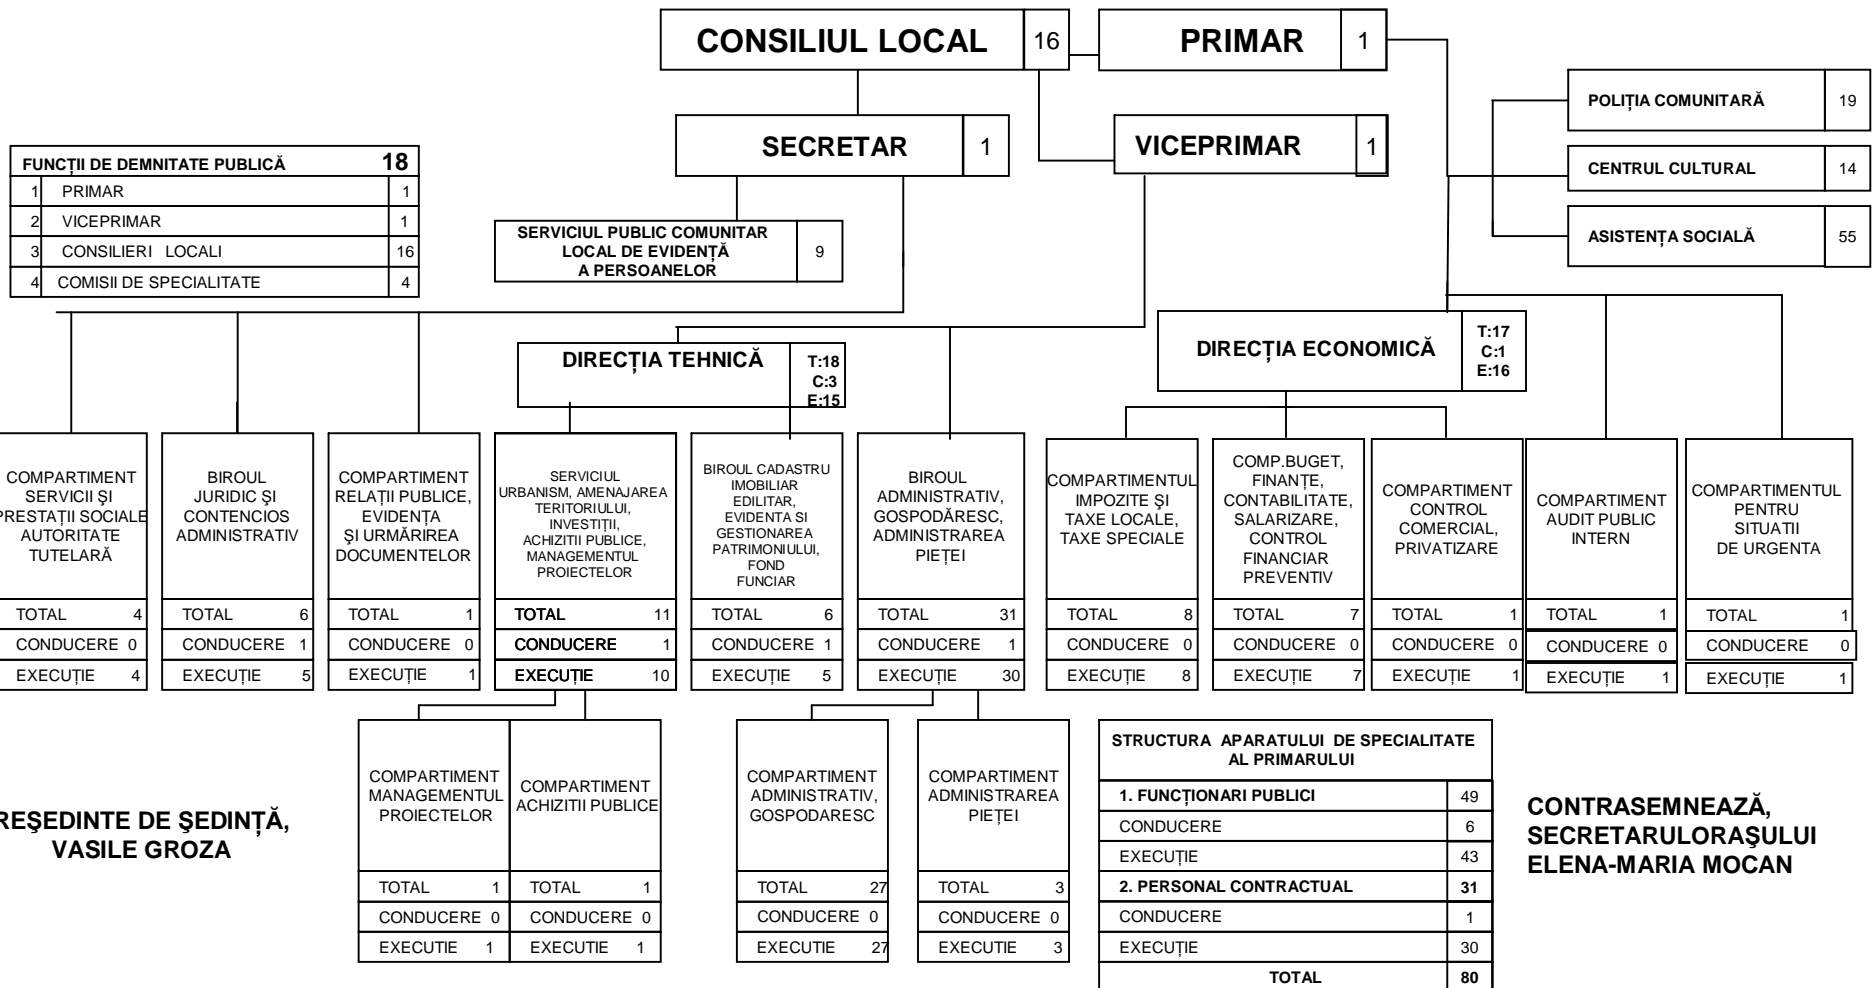 CONSILIUL LOCAL 16
PRIMAR 1
POLIȚIA COMUNITARĂ 19
SECRETAR 1
VICEPRIMAR 1
CENTRUL CULTURAL 14
ASISTENȚA SOCIALĂ 55
FUNCȚII DE DEMNITATE PUBLICĂ 18
1 PRIMAR 1
2 VICEPRIMAR 1
3 CONSILIERI LOCALI 16
4 COMISII DE SPECIALITATE 4
SERVICIUL PUBLIC COMUNITAR
LOCAL DE EVIDENȚĂ
A PERSOANELOR
9
DIRECȚIA TEHNICĂ
T:18
C:3
E:15
DIRECȚIA ECONOMICĂ
T:17
C:1
E:16
COMPARTIMENT
SERVICII ȘI
PRESTAȚII SOCIALE
AUTORITATE
TUTELARĂ
TOTAL 4
CONDUCERE 0
EXECUȚIE 4
BIROUL
JURIDIC ŞI
CONTENCIOS
ADMINISTRATIV
TOTAL 6
CONDUCERE 1
EXECUȚIE 5
COMPARTIMENT
RELAȚII PUBLICE,
EVIDENȚA
ŞI URMĂRIREA
DOCUMENTELOR
TOTAL 1
CONDUCERE 0
EXECUȚIE 1
SERVICIUL
URBANISM, AMENAJAREA
TERITORIULUI,
INVESTIȚII,
ACHIZITII PUBLICE,
MANAGEMENTUL
PROIECTELOR
TOTAL 11
CONDUCERE 1
EXECUȚIE 10
BIROUL CADASTRU
IMOBILIAR
EDILITAR,
EVIDENTA SI
GESTIONAREA
PATRIMONIULUI,
FOND
FUNCIAR
TOTAL 6
CONDUCERE 1
EXECUȚIE 5
BIROUL
ADMINISTRATIV,
GOSPODĂRESC,
ADMINISTRAREA
PIEȚEI
TOTAL 31
CONDUCERE 1
EXECUȚIE 30
COMPARTIMENTUL
IMPOZITE ŞI
TAXE LOCALE,
TAXE SPECIALE
TOTAL 8
CONDUCERE 0
EXECUȚIE 8
COMP.BUGET,
FINANȚE,
CONTABILITATE,
SALARIZARE,
CONTROL
FINANCIAR
PREVENTIV
TOTAL 7
CONDUCERE 0
EXECUȚIE 7
COMPARTIMENT
CONTROL
COMERCIAL,
PRIVATIZARE
TOTAL 1
CONDUCERE 0
EXECUȚIE 1
COMPARTIMENT
AUDIT PUBLIC
INTERN
TOTAL 1
CONDUCERE 0
EXECUȚIE 1
COMPARTIMENTUL
PENTRU
SITUATII
DE URGENTA
TOTAL 1
CONDUCERE 0
EXECUȚIE 1
REŞEDINTE DE ŞEDINȚĂ,
VASILE GROZA
COMPARTIMENT
MANAGEMENTUL
PROIECTELOR
TOTAL 1
CONDUCERE 0
EXECUTIE 1
COMPARTIMENT
ACHIZITII PUBLICE
TOTAL 1
CONDUCERE 0
EXECUTIE 1
COMPARTIMENT
ADMINISTRATIV,
GOSPODARESC
TOTAL 27
CONDUCERE 0
EXECUTIE 27
COMPARTIMENT
ADMINISTRAREA
PIEȚEI
TOTAL 3
CONDUCERE 0
EXECUTIE 3
STRUCTURA APARATULUI DE SPECIALITATE
AL PRIMARULUI
1. FUNCȚIONARI PUBLICI 49
CONDUCERE 6
EXECUȚIE 43
2. PERSONAL CONTRACTUAL 31
CONDUCERE 1
EXECUȚIE 30
TOTAL 80
CONTRASEMNEAZĂ,
SECRETARULORAŞULUI
ELENA-MARIA MOCAN